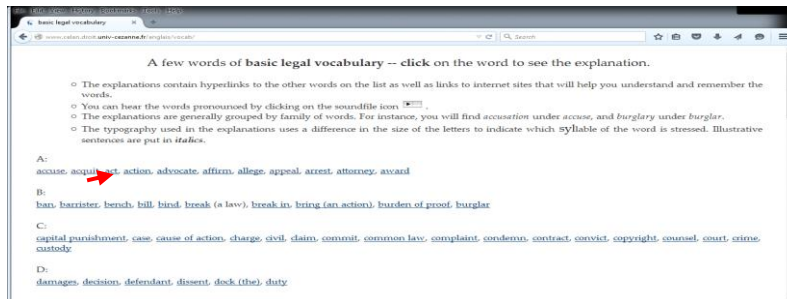 File Edit View History Bookmarks Tools Help
basic legal vocabulary
www.celan.droit.univ-cezanne.fr/englais/vocab/
Search
A few words of basic legal vocabulary -- click on the word to see the explanation.
The explanations contain hyperlinks to the other words on the list as well as links to internet sites that will help you understand and remember the
words.
You can hear the words pronounced by clicking on the soundfile icon .
The explanations are generally grouped by family of words. For instance, you will find accusation under accuse, and burglary under burglar.
The typography used in the explanations uses a difference in the size of the letters to indicate which syllable of the word is stressed. Illustrative
sentences are put in italics.
A:
accuse, acquit, act, action, advocate, affirm, allege, appeal, arrest, attorney, award
B:
ban, barrister, bench, bill, bind, break (a law), break in, bring (an action), burden of proof, burglar
C:
capital punishment, case, cause of action, charge, civil, claim, commit, common law, complaint, condemn, contract, convict, copyright, counsel, court, crime,
custody
D:
damages, decision, defendant, dissent, dock (the), duty